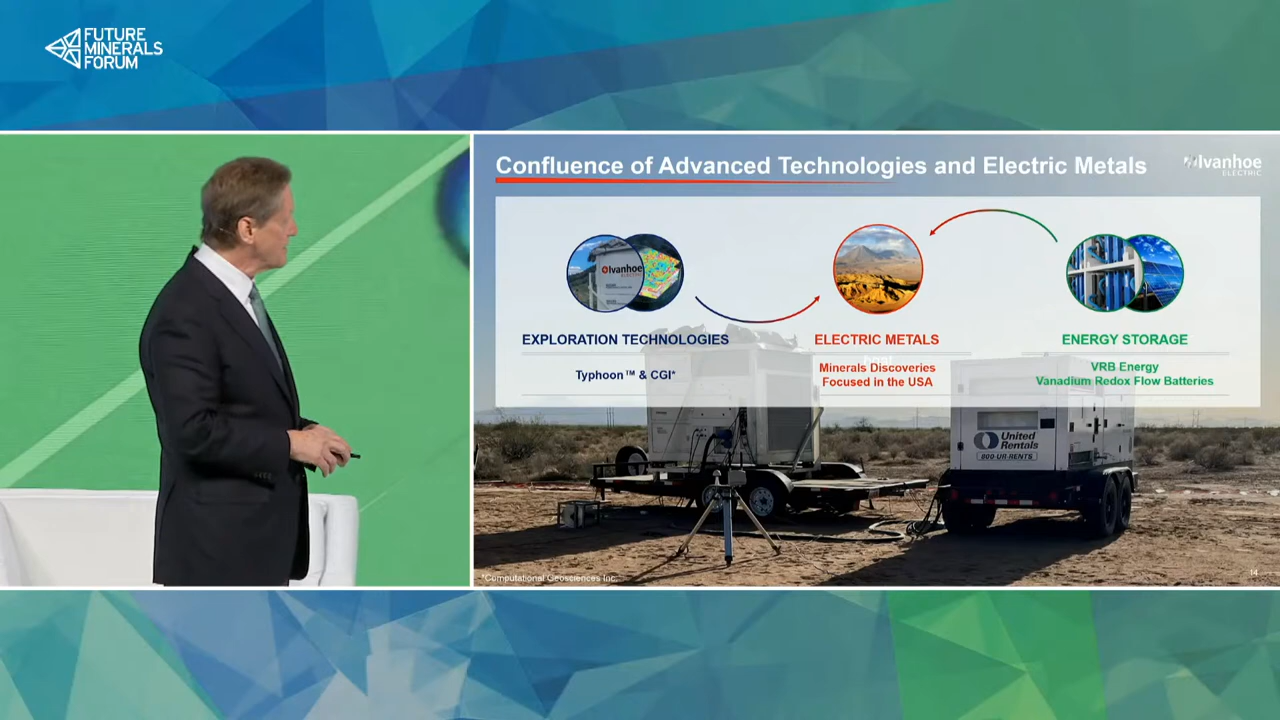 FUTURE
MINERALS
FORUM
Confluence of Advanced Technologies and Electric Metals
Ivanhoe
ELECTRIC
Ivanhoe
ELECTRIC
EXPLORATION TECHNOLOGIES
Typhoon™ & CGI*
ELECTRIC METALS
Minerals Discoveries
Focused in the USA
ENERGY STORAGE
VRB Energy
Vanadium Redox Flow Batteries
United
Rentals
800-UR-RENTS
*Computational Geosciences Inc.
14